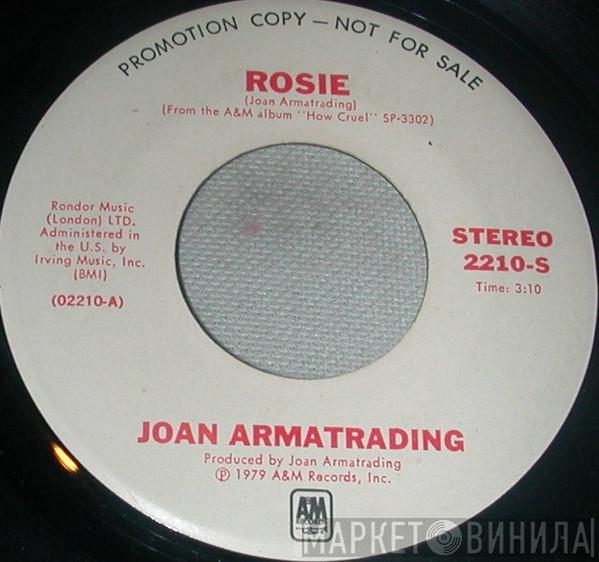 PROMOTION COPY — NOT FOR SALE
ROSIE
(Joan Armatrading)
(From the A&M album "How Cruel" SP-3302)
Rondor Music
(London) LTD.
Administered in
the U.S. by
Irving Music, Inc.
(BMI)
(02210-A)
STEREO
2210-S
Time: 3:10
JOAN ARMATRADING
Produced by Joan Armatrading
℗ 1979 A&M Records, Inc.
A&M
RECORDS
МАРКЕТ ВИНИЛА